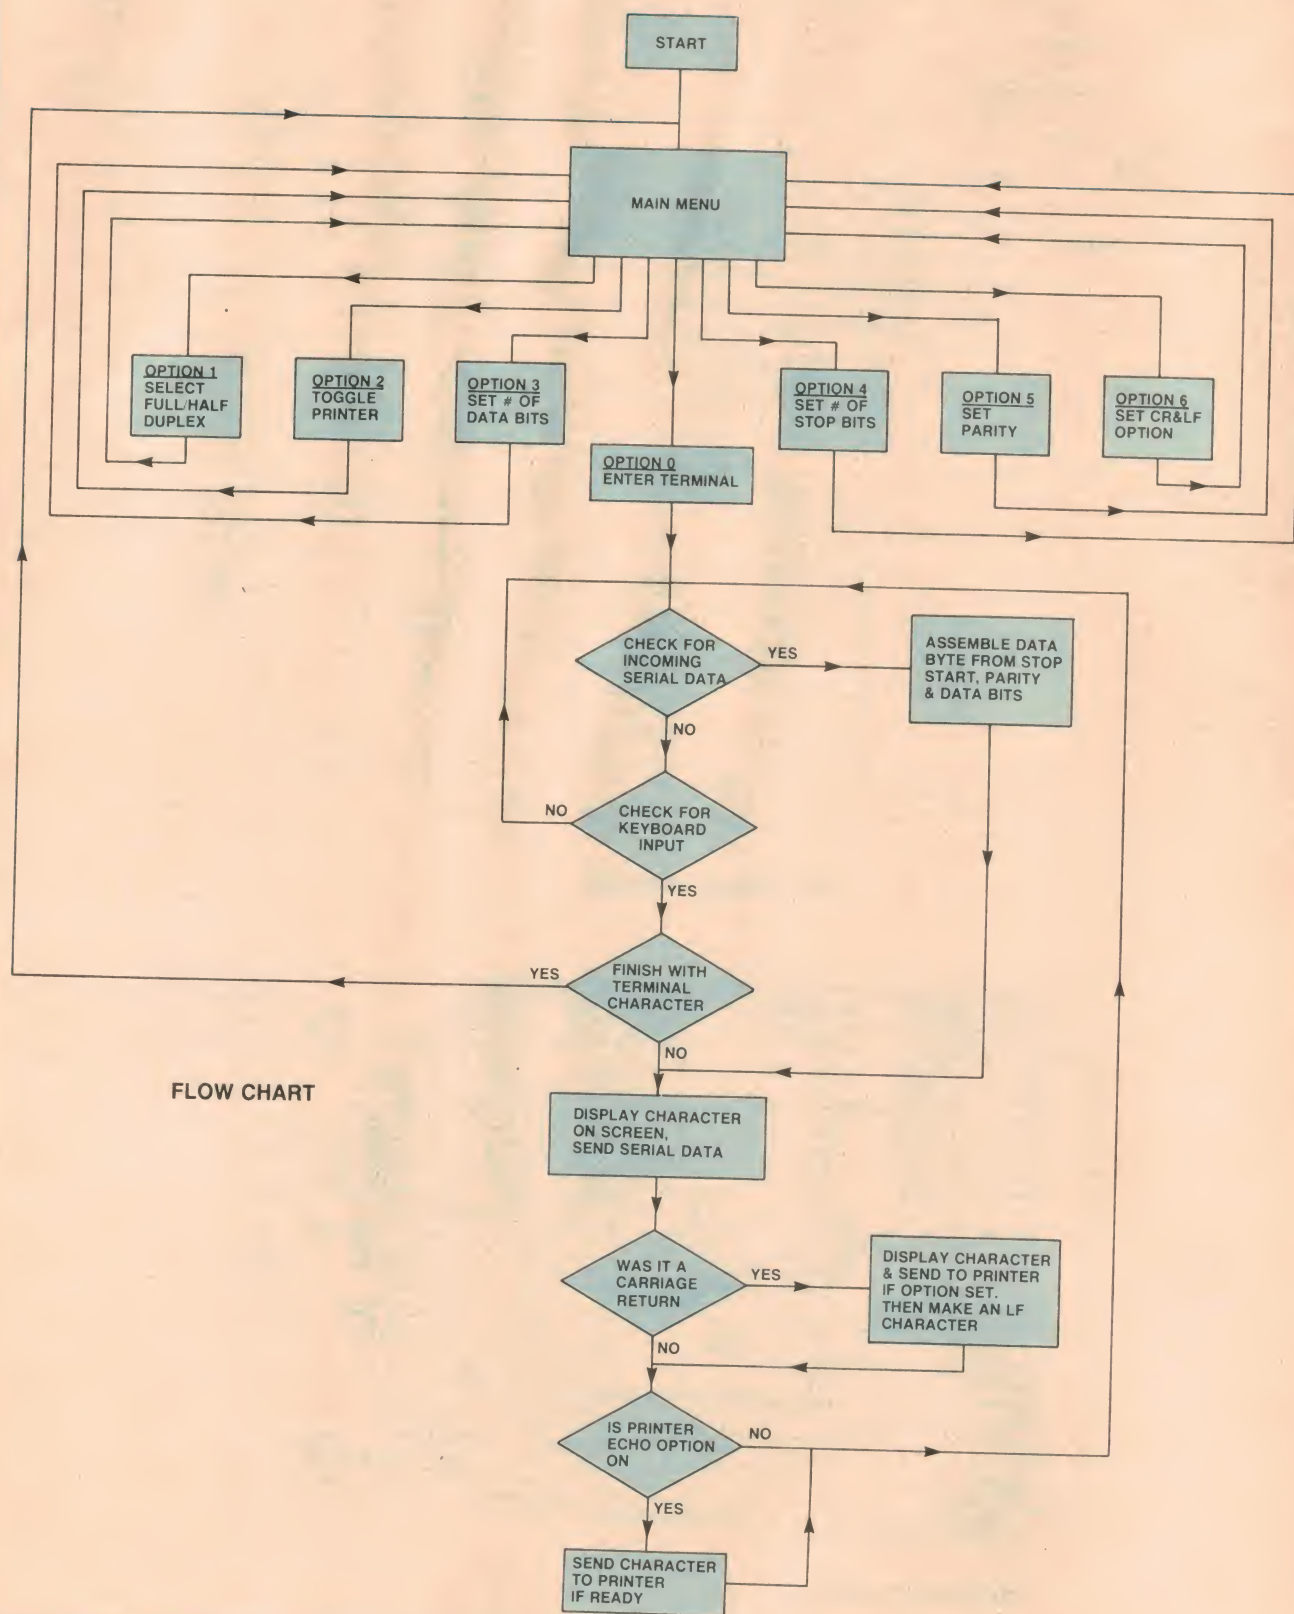 START
MAIN MENU
OPTION 1
SELECT
FULL/HALF
DUPLEX
OPTION 2
TOGGLE
PRINTER
OPTION 3
SET # OF
DATA BITS
OPTION 4
SET # OF
STOP BITS
OPTION 5
SET
PARITY
OPTION 6
SET CR&LF
OPTION
OPTION 0
ENTER TERMINAL
CHECK FOR
INCOMING
SERIAL DATA
YES
ASSEMBLE DATA
BYTE FROM STOP
START, PARITY
& DATA BITS
NO
NO
CHECK FOR
KEYBOARD
INPUT
YES
YES
FINISH WITH
TERMINAL
CHARACTER
NO
FLOW CHART
DISPLAY CHARACTER
ON SCREEN,
SEND SERIAL DATA
WAS IT A
CARRIAGE
RETURN
YES
DISPLAY CHARACTER
& SEND TO PRINTER
IF OPTION SET.
THEN MAKE AN LF
CHARACTER
NO
IS PRINTER
ECHO OPTION
ON
NO
YES
SEND CHARACTER
TO PRINTER
IF READY